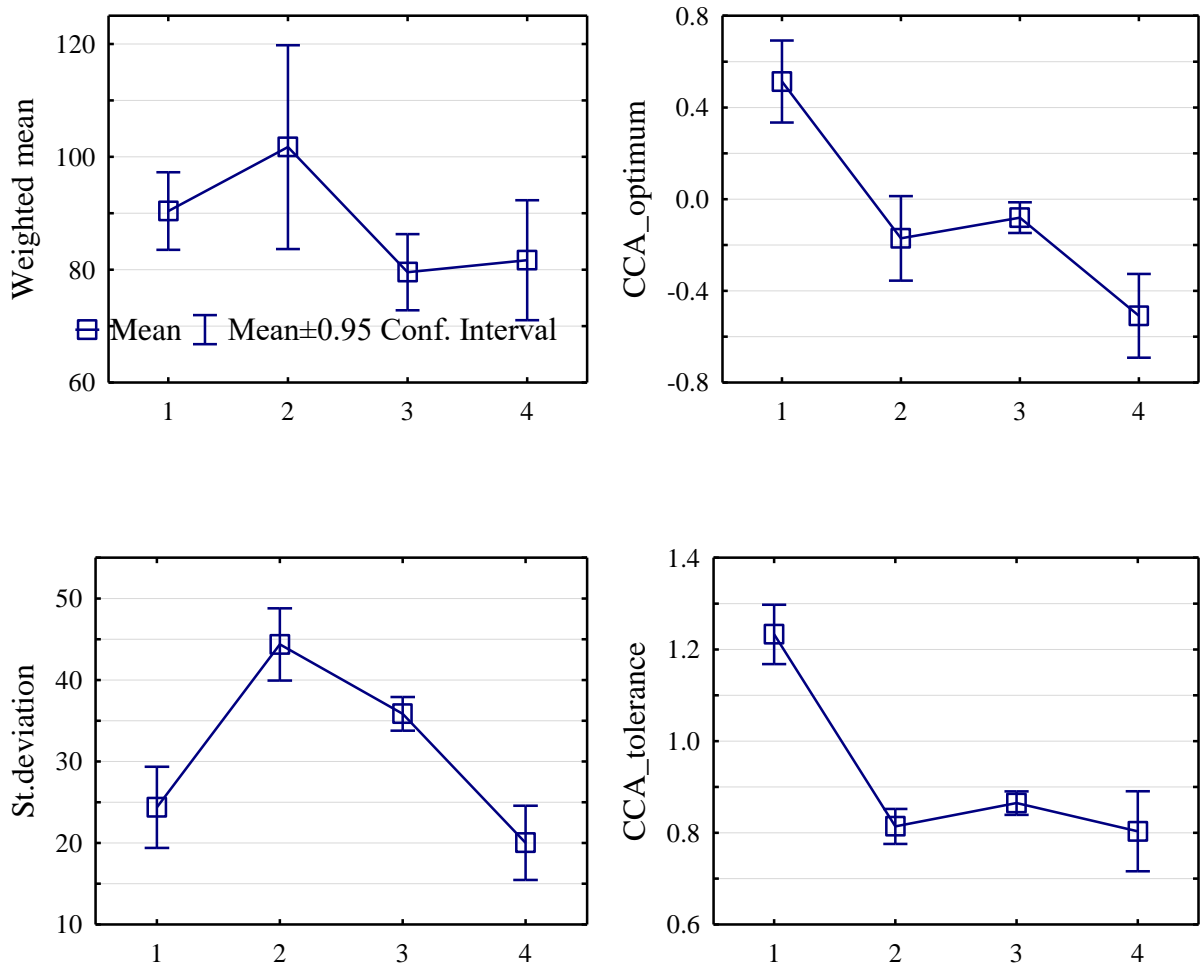 Weighted mean
120
100
80
60
Mean Mean±0.95 Conf. Interval
1 2 3 4
CCA_optimum
0.8
0.4
0.0
-0.4
-0.8
1 2 3 4
St.deviation
50
40
30
20
10
1 2 3 4
CCA_tolerance
1.4
1.2
1.0
0.8
0.6
1 2 3 4